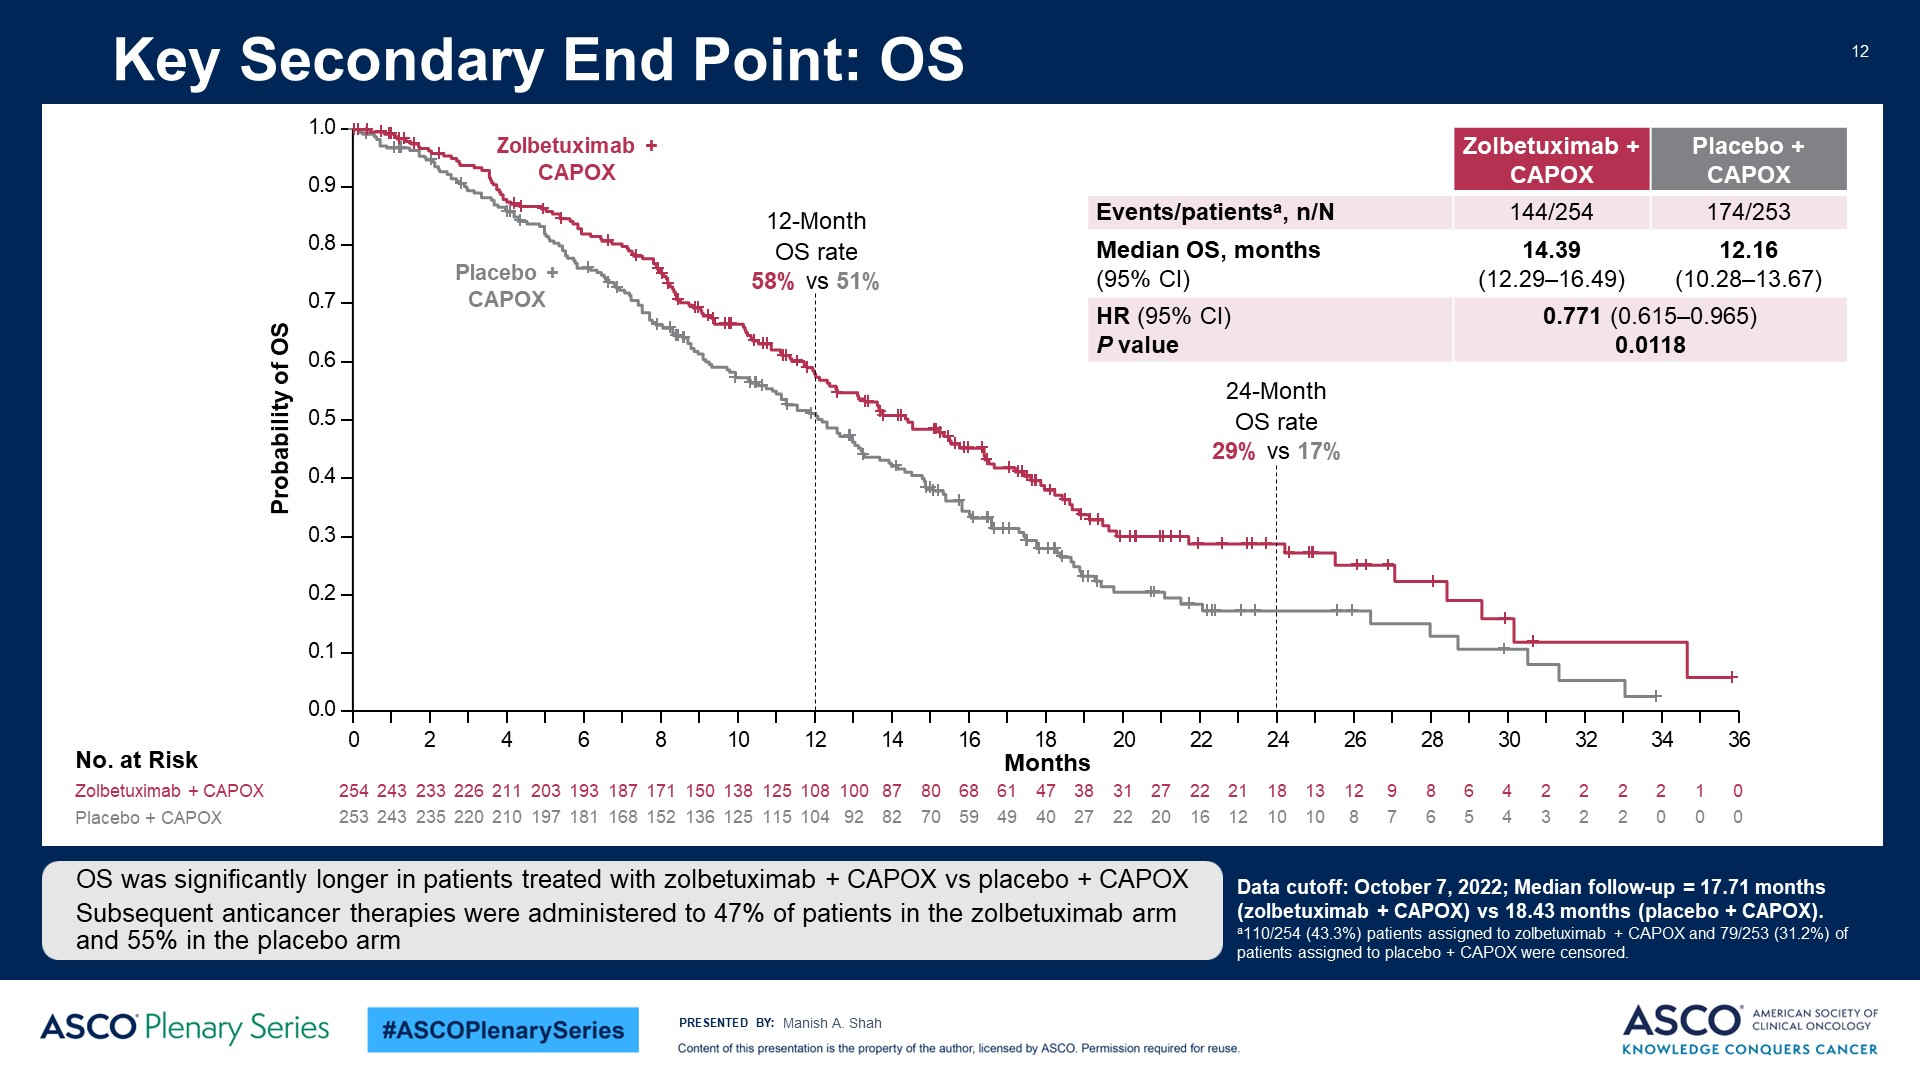 Key Secondary End Point: OS
12
1.0
0.9
0.8
0.7
0.6
0.5
0.4
0.3
0.2
0.1
0.0
Probability of OS
Zolbetuximab +
CAPOX
Placebo +
CAPOX
12-Month
OS rate
58% vs 51%
24-Month
OS rate
29% vs 17%
Zolbetuximab + CAPOX
Placebo + CAPOX
Events/patientsᵃ, n/N 144/254 174/253
Median OS, months 14.39 12.16
(95% CI) (12.29–16.49) (10.28–13.67)
HR (95% CI) 0.771 (0.615–0.965)
P value 0.0118
0 2 4 6 8 10 12 14 16 18 20 22 24 26 28 30 32 34 36
Months
No. at Risk
Zolbetuximab + CAPOX 254 243 233 226 211 203 193 187 171 150 138 125 108 100 87 80 68 61 47 38 31 27 22 21 18 13 12 9 8 6 4 2 2 2 2 1 0
Placebo + CAPOX 253 243 235 220 210 197 181 168 152 136 125 115 104 92 82 70 59 49 40 27 22 20 16 12 10 10 8 7 6 5 4 3 2 2 0 0 0
OS was significantly longer in patients treated with zolbetuximab + CAPOX vs placebo + CAPOX
Subsequent anticancer therapies were administered to 47% of patients in the zolbetuximab arm
and 55% in the placebo arm
Data cutoff: October 7, 2022; Median follow-up = 17.71 months
(zolbetuximab + CAPOX) vs 18.43 months (placebo + CAPOX).
ᵃ110/254 (43.3%) patients assigned to zolbetuximab + CAPOX and 79/253 (31.2%) of
patients assigned to placebo + CAPOX were censored.
ASCO Plenary Series
#ASCOPlenarySeries
PRESENTED BY: Manish A. Shah
Content of this presentation is the property of the author, licensed by ASCO. Permission required for reuse.
ASCO AMERICAN SOCIETY OF
CLINICAL ONCOLOGY
KNOWLEDGE CONQUERS CANCER